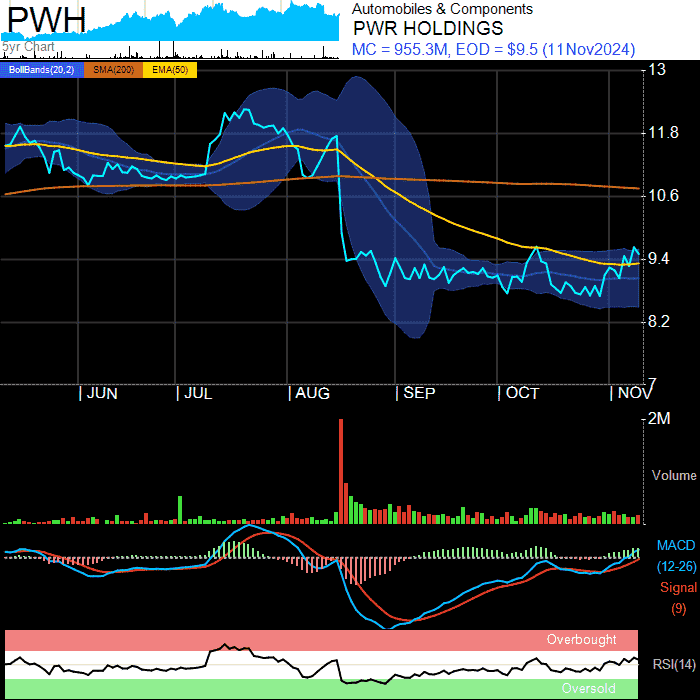 PWH
5yr Chart
Automobiles & Components
PWR HOLDINGS
MC = 955.3M, EOD = $9.5 (11Nov2024)
BollBands(20,2) SMA(200) EMA(50)
13
11.8
10.6
9.4
8.2
7
JUN JUL AUG SEP OCT NOV
2M
Volume
MACD
(12-26)
Signal
(9)
Overbought
RSI(14)
Oversold